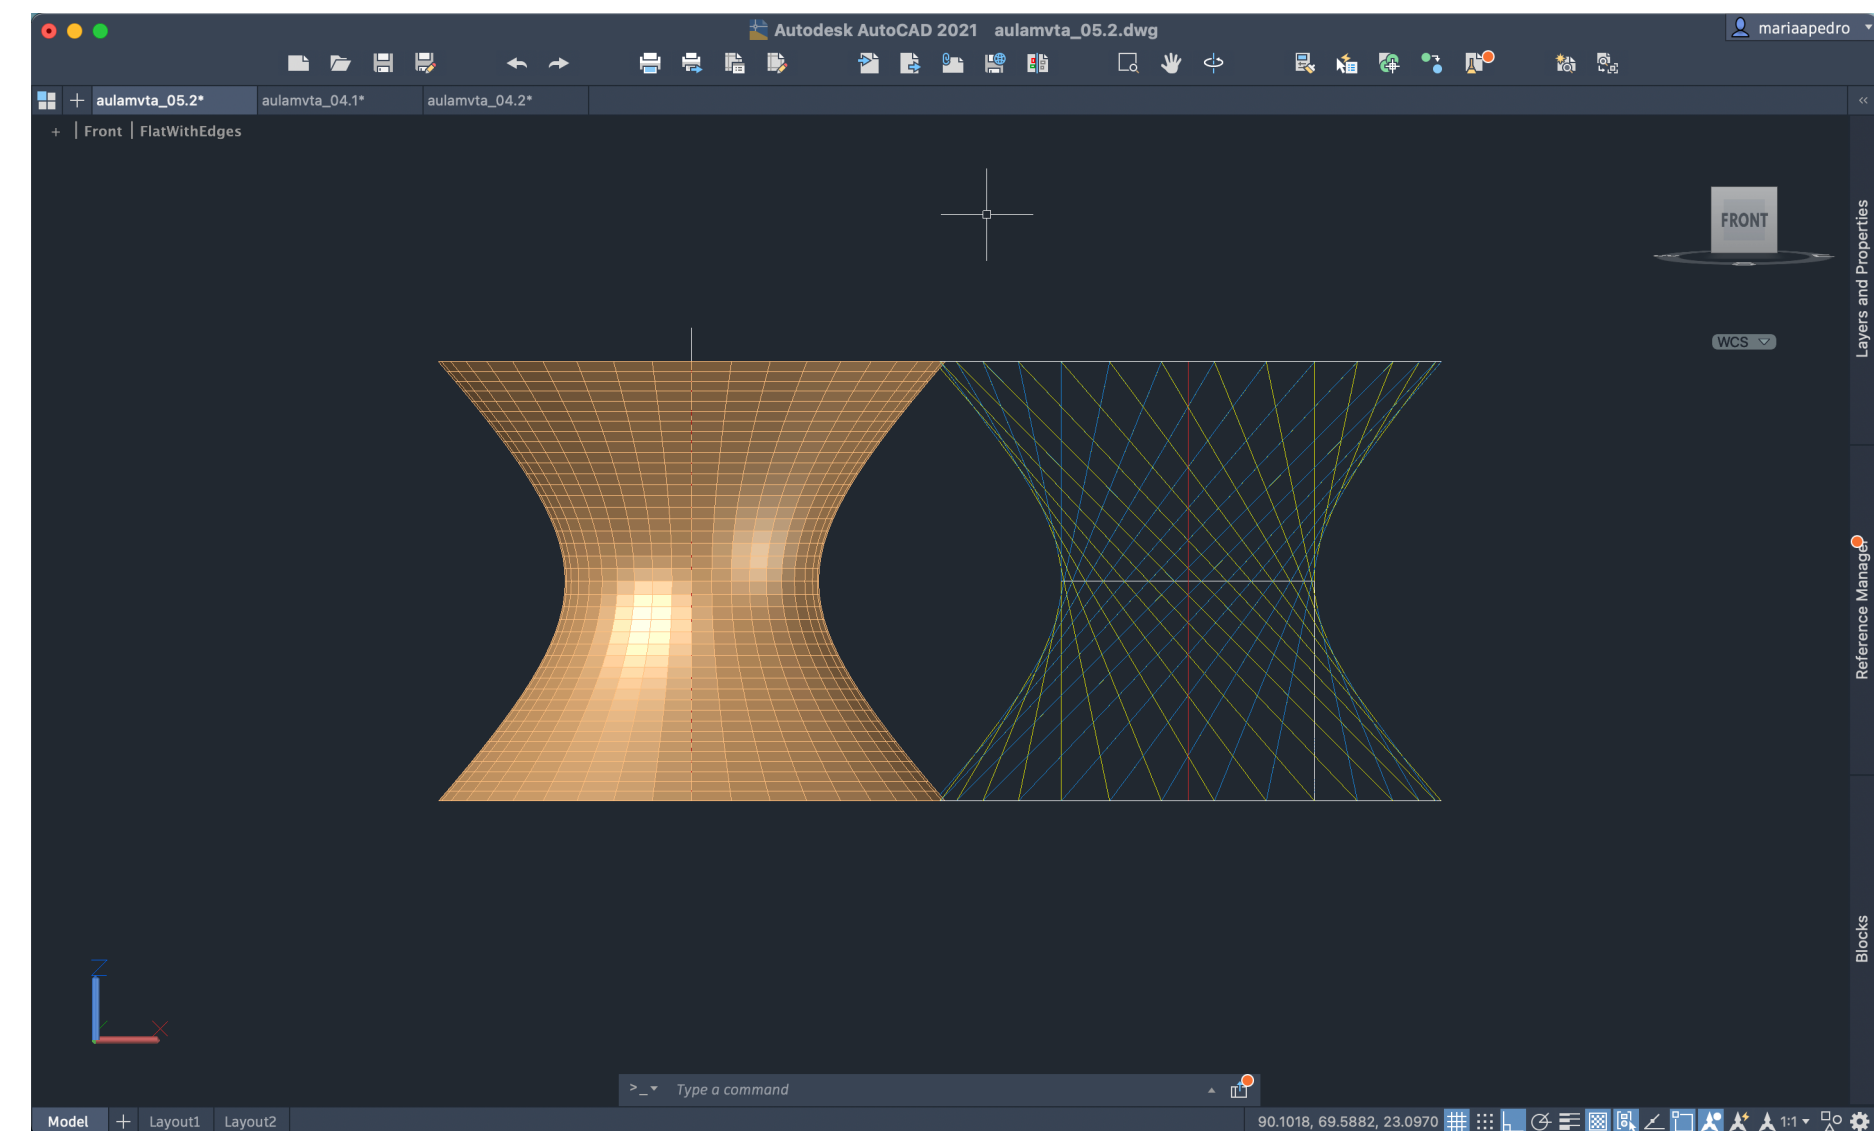 Autodesk AutoCAD 2021 aulamvta_05.2.dwg
mariaapedro
aulamvta_05.2*
aulamvta_04.1*
aulamvta_04.2*
+ | Front | FlatWithEdges
FRONT
WCS
Layers and Properties
Reference Manager
Blocks
Z
X
>_ Type a command
Model
Layout1
Layout2
90.1018, 69.5882, 23.0970
1:1